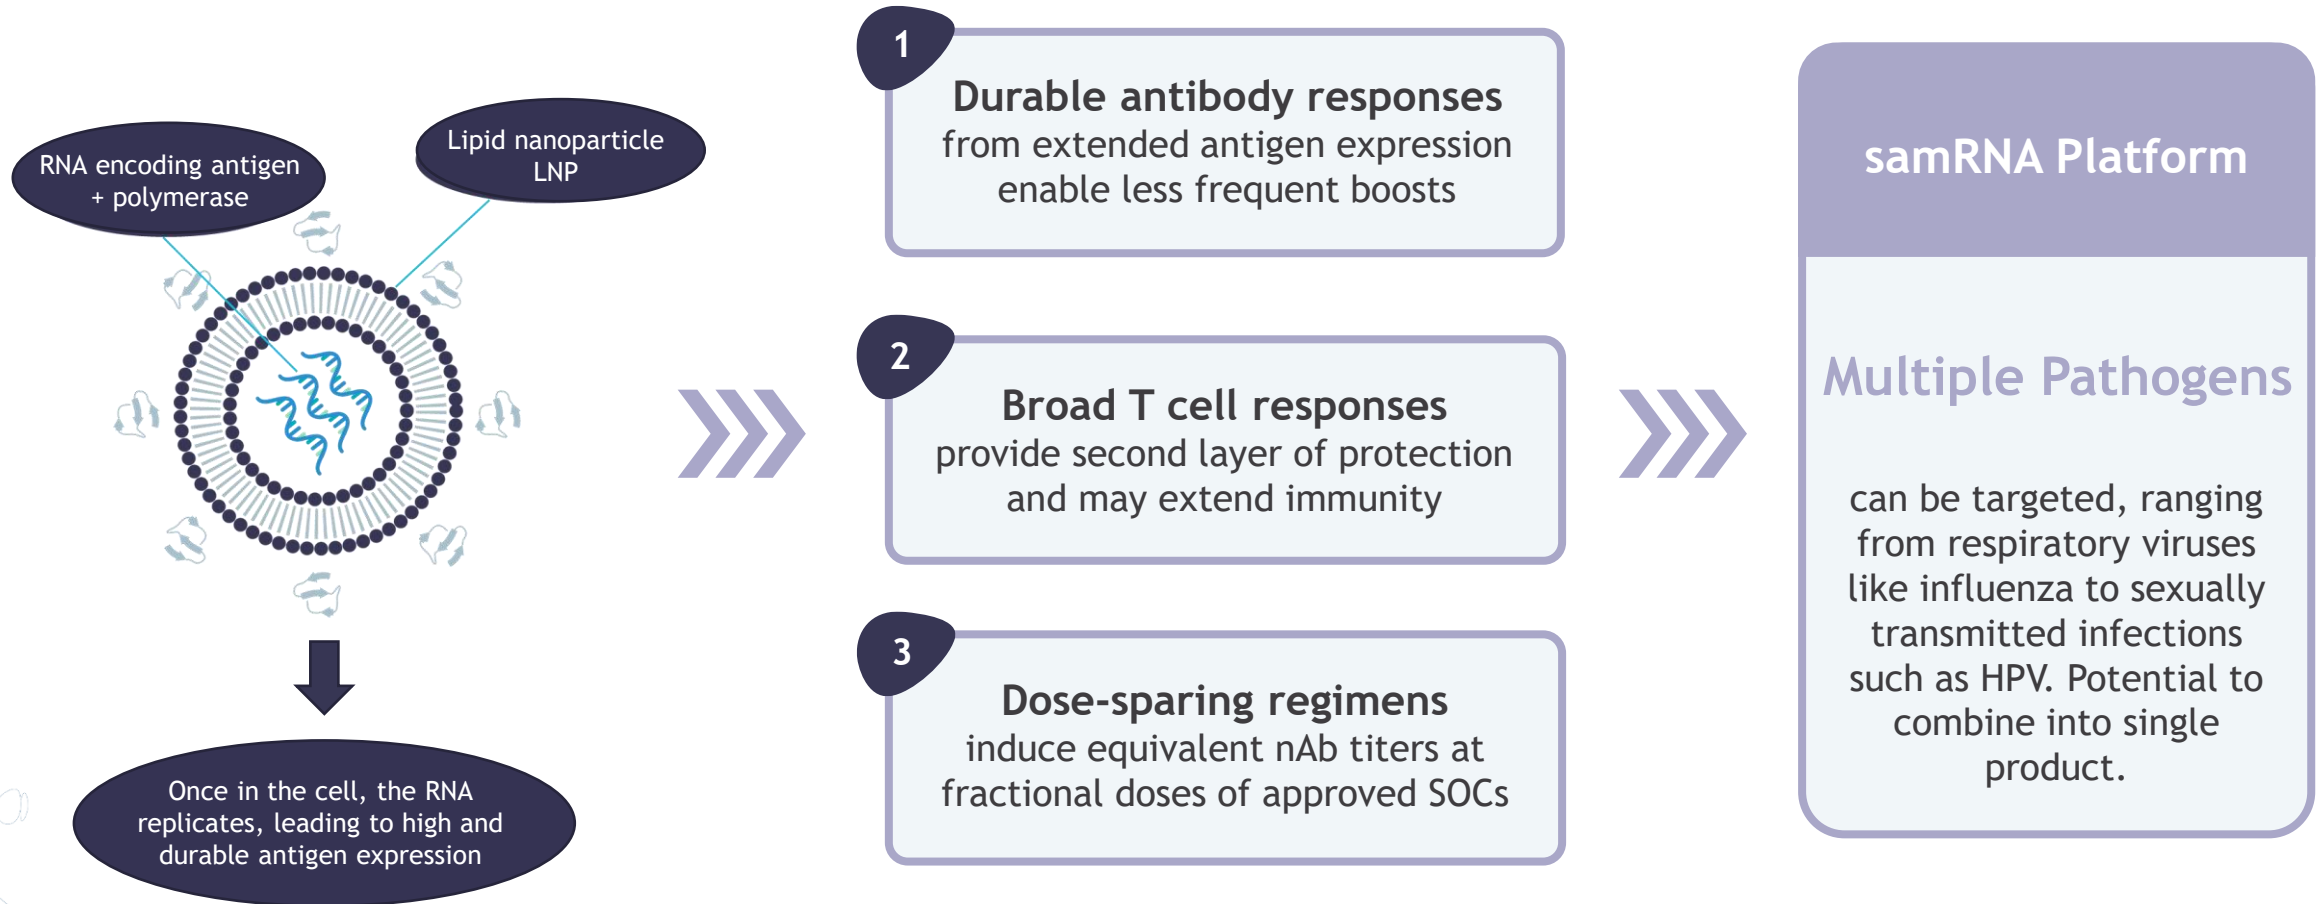 RNA encoding antigen
+ polymerase
Lipid nanoparticle
LNP
Once in the cell, the RNA
replicates, leading to high and
durable antigen expression
1
Durable antibody responses
from extended antigen expression
enable less frequent boosts
2
Broad T cell responses
provide second layer of protection
and may extend immunity
3
Dose-sparing regimens
induce equivalent nAb titers at
fractional doses of approved SOCs
samRNA Platform
Multiple Pathogens
can be targeted, ranging
from respiratory viruses
like influenza to sexually
transmitted infections
such as HPV. Potential to
combine into single
product.